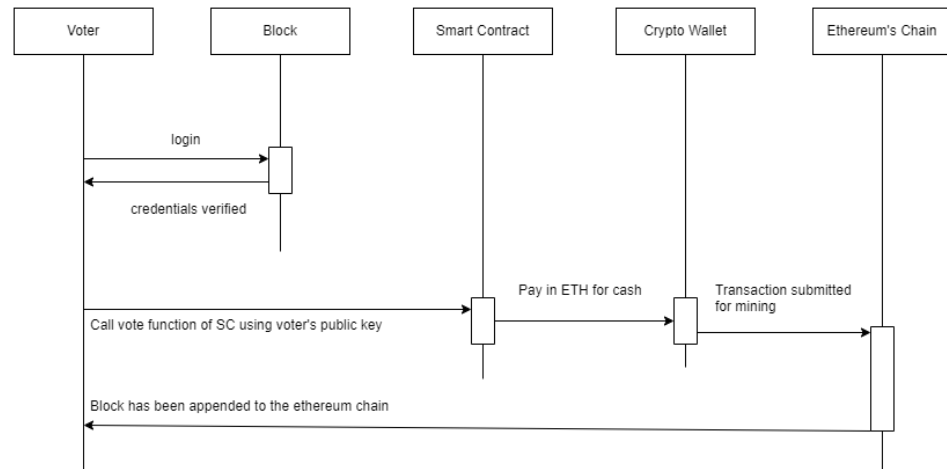 Voter
Block
Smart Contract
Crypto Wallet
Ethereum's Chain
login
credentials verified
Pay in ETH for cash
Transaction submitted
for mining
Call vote function of SC using voter's public key
Block has been appended to the ethereum chain